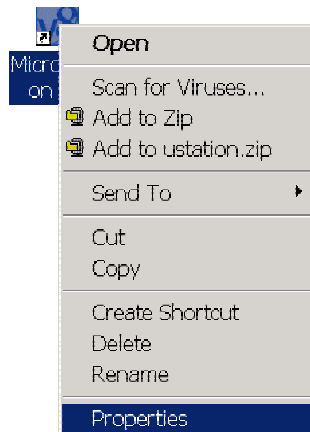 V8
Micro
on
Open
Scan for Viruses...
Add to Zip
Add to ustation.zip
Send To
Cut
Copy
Create Shortcut
Delete
Rename
Properties